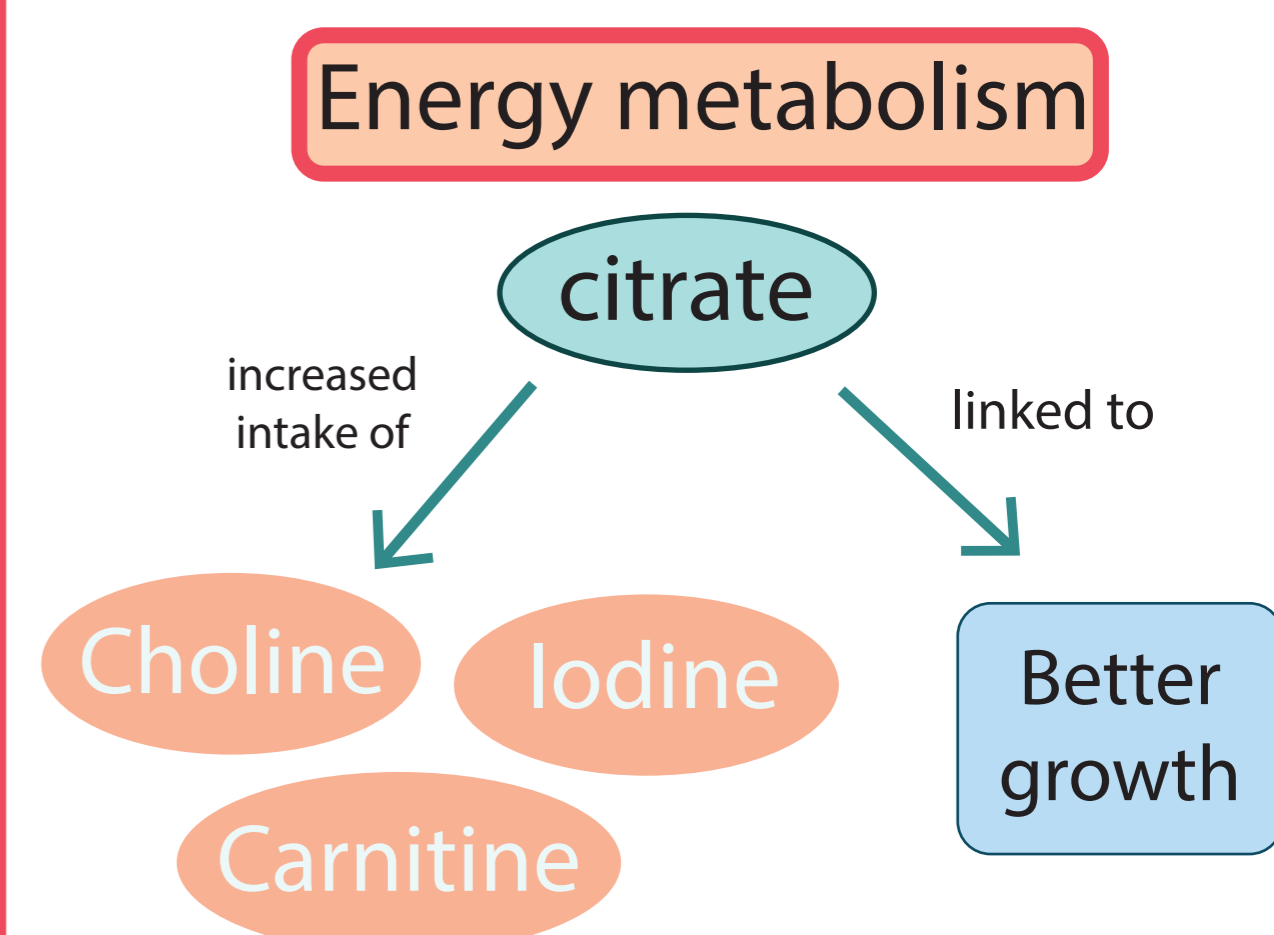 Energy metabolism
citrate
increased
intake of
linked to
Choline
Iodine
Carnitine
Better
growth